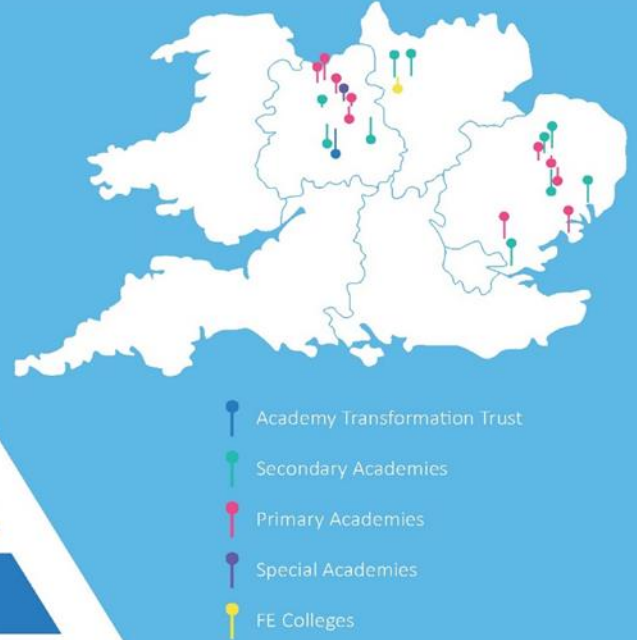 Academy Transformation Trust
Secondary Academies
Primary Academies
Special Academies
FE Colleges